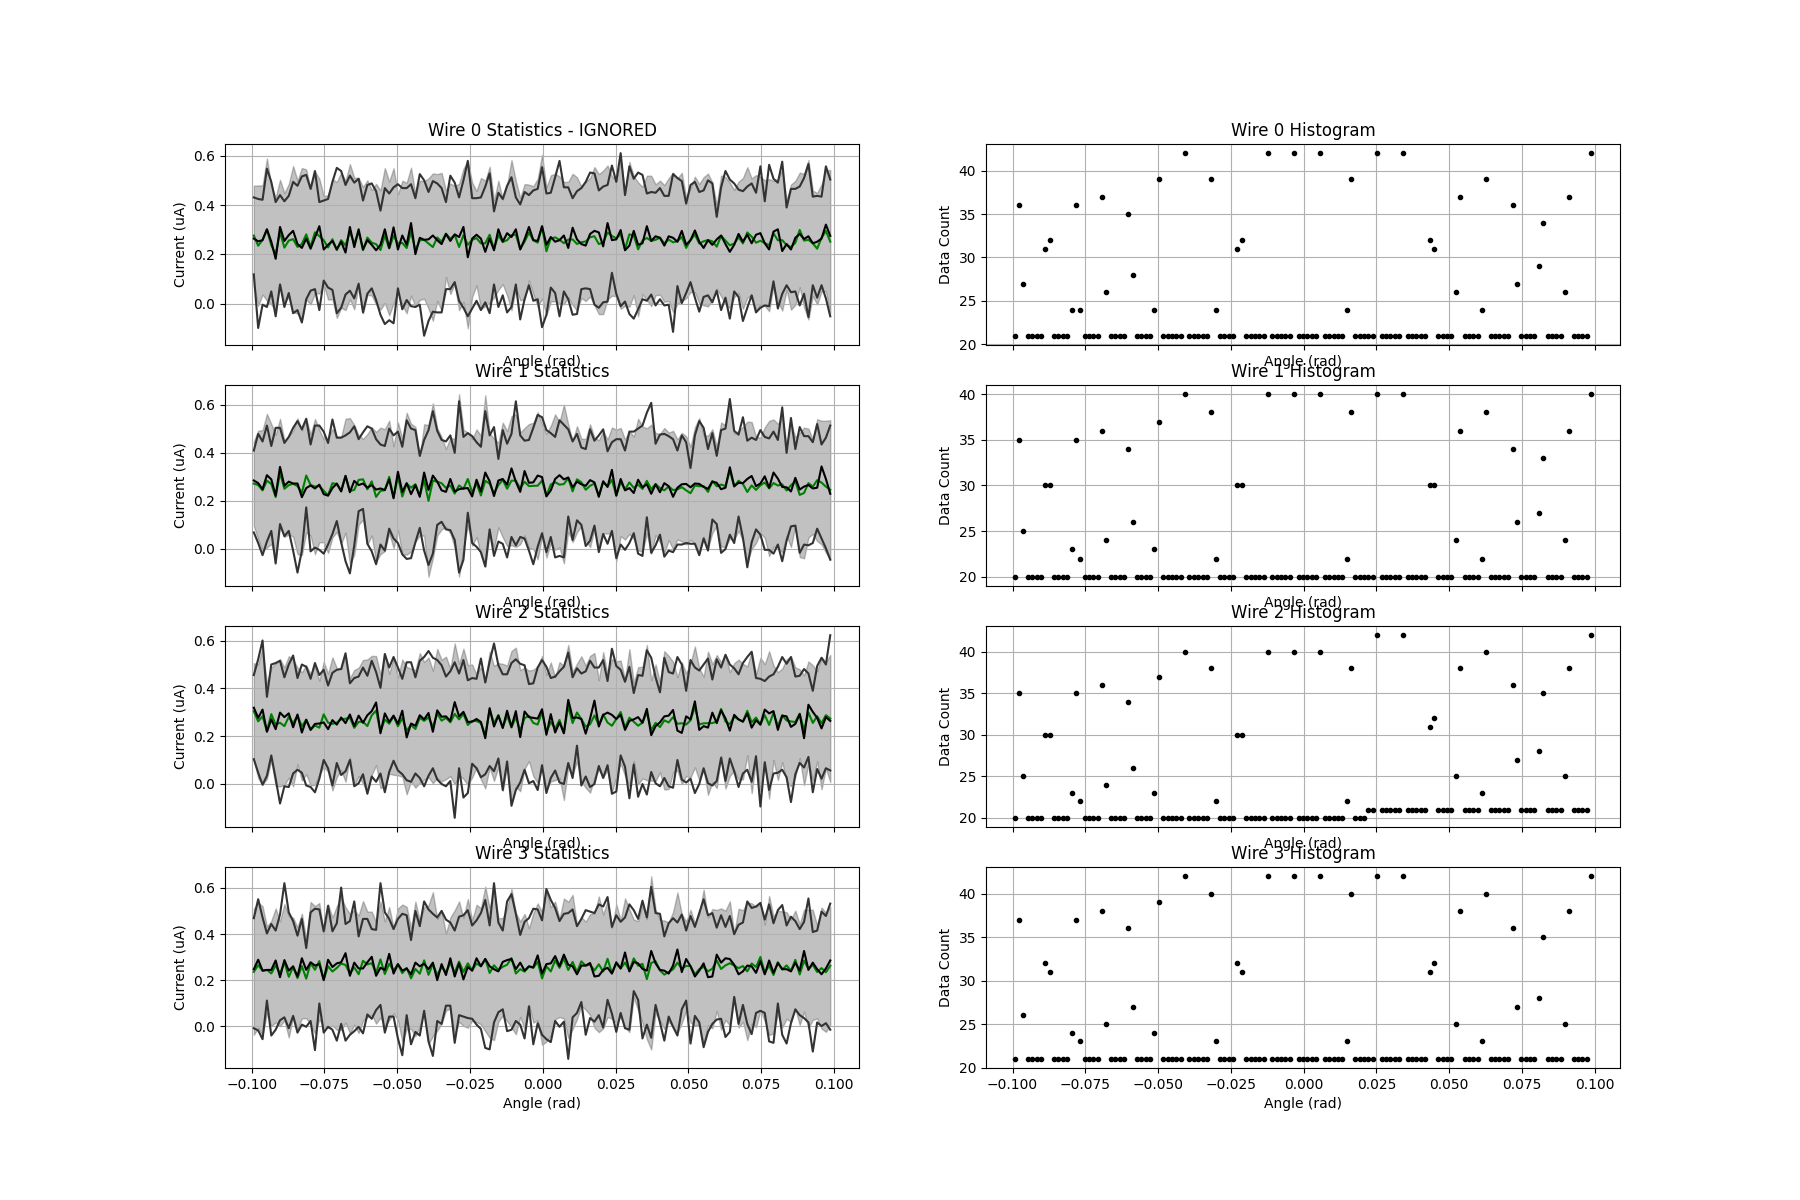 Wire 0 Statistics - IGNORED
Current (uA)
0.6
0.4
0.2
0.0
Angle (rad)
Wire 0 Histogram
Data Count
40
35
30
25
20
Angle (rad)
Wire 1 Statistics
Current (uA)
0.6
0.4
0.2
0.0
Angle (rad)
Wire 1 Histogram
Data Count
40
35
30
25
20
Angle (rad)
Wire 2 Statistics
Current (uA)
0.6
0.4
0.2
0.0
Angle (rad)
Wire 2 Histogram
Data Count
40
35
30
25
20
Angle (rad)
Wire 3 Statistics
Current (uA)
0.6
0.4
0.2
0.0
−0.100 −0.075 −0.050 −0.025 0.000 0.025 0.050 0.075 0.100
Angle (rad)
Wire 3 Histogram
Data Count
40
35
30
25
20
−0.100 −0.075 −0.050 −0.025 0.000 0.025 0.050 0.075 0.100
Angle (rad)